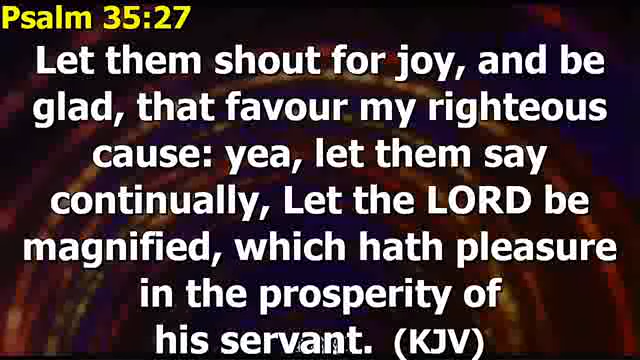 Psalm 35:27
Let them shout for joy, and be
glad, that favour my righteous
cause: yea, let them say
continually, Let the LORD be
magnified, which hath pleasure
in the prosperity of
his servant. (KJV)